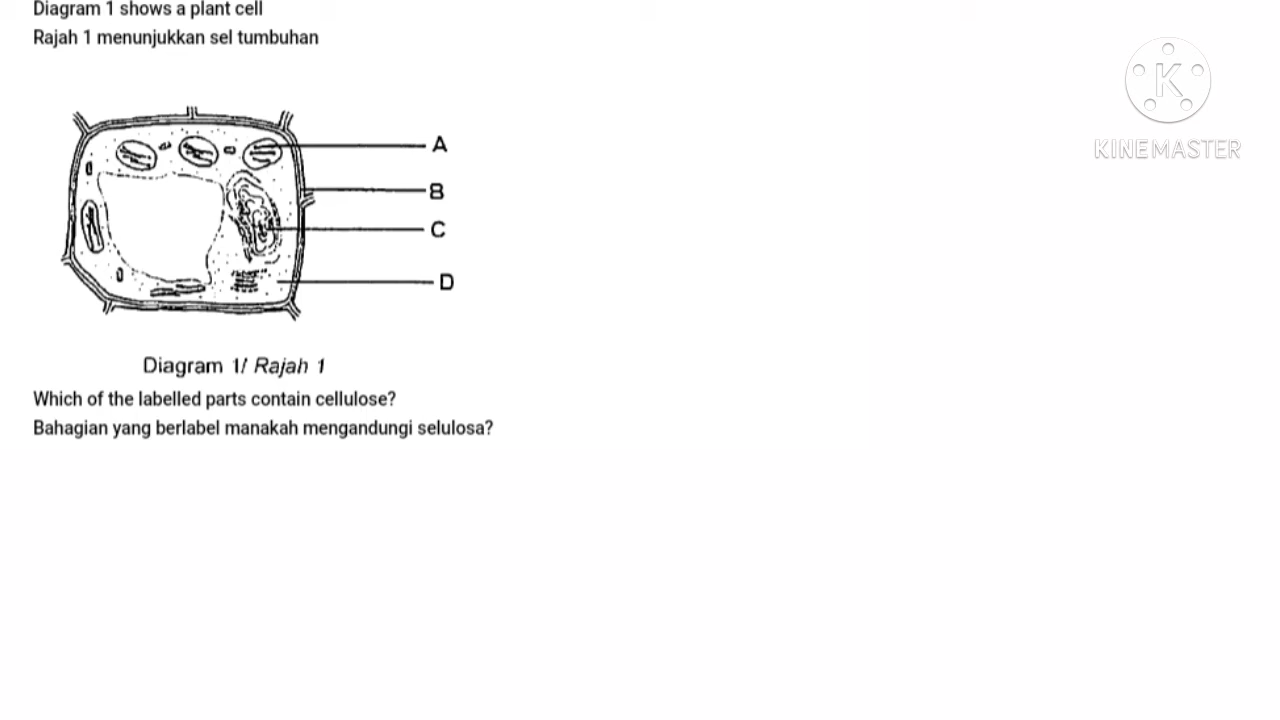 Diagram 1 shows a plant cell
Rajah 1 menunjukkan sel tumbuhan
K
KINEMASTER
A
B
C
D
Diagram 1/ Rajah 1
Which of the labelled parts contain cellulose?
Bahagian yang berlabel manakah mengandungi selulosa?